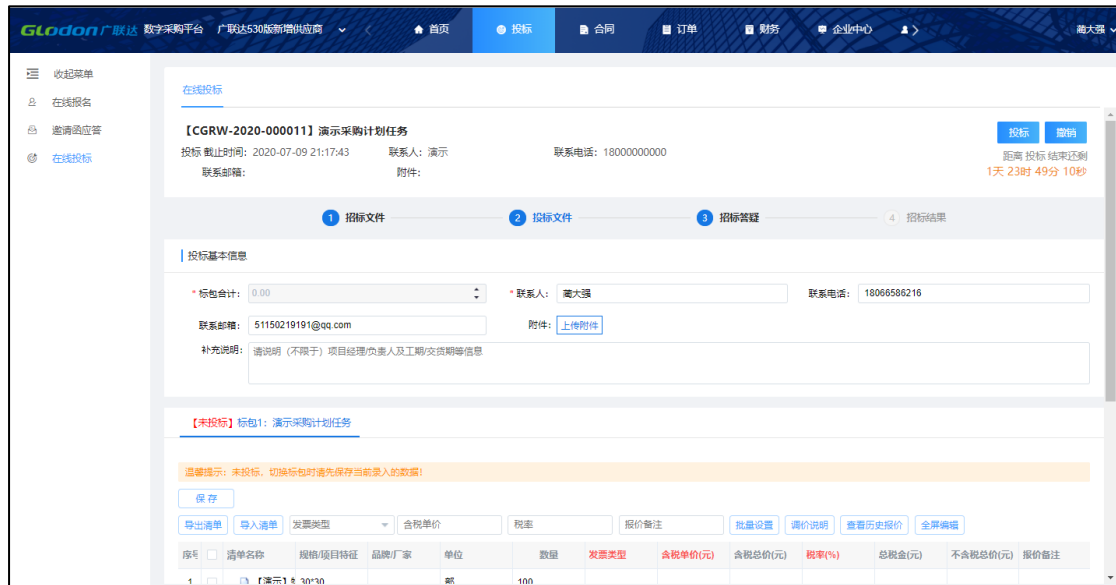 GLodon广联达 数字采购平台 广联达530版新增供应商 首页 投标 合同 订单 财务 企业中心 蔺大强
收起菜单
在线报名
邀请函应答
在线投标
在线投标
【CGRW-2020-000011】演示采购计划任务
投标 撤销
投标 截止时间: 2020-07-09 21:17:43 联系人: 演示 联系电话: 18000000000
距离 投标 结束还剩
联系邮箱: 附件:
1天 23时 49分 10秒
1 招标文件 2 投标文件 3 招标答疑 4 招标结果
投标基本信息
* 标包合计: 0.00 * 联系人: 蔺大强 联系电话: 18066586216
联系邮箱: 51150219191@qq.com 附件: 上传附件
补充说明: 请说明（不限于）项目经理/负责人及工期/交货期等信息
【未投标】标包1: 演示采购计划任务
温馨提示: 未投标, 切换标包时请先保存当前录入的数据!
保 存
导出清单 导入清单 发票类型 含税单价 税率 报价备注 批量设置 调价说明 查看历史报价 全屏编辑
序号 清单名称 规格/项目特征 品牌/厂家 单位 数量 发票类型 含税单价(元) 含税总价(元) 税率(%) 总税金(元) 不含税总价(元) 报价备注
1 【演示】 30*30 部 100